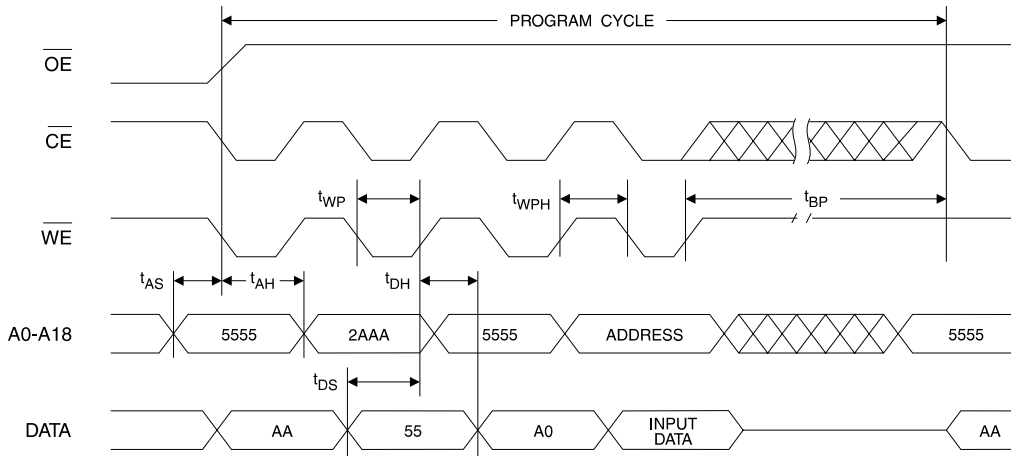 PROGRAM CYCLE
OE
CE
tWP
tWPH
tBP
WE
tAS
tAH
tDH
A0-A18
5555
2AAA
5555
ADDRESS
5555
tDS
DATA
AA
55
A0
INPUT
DATA
AA